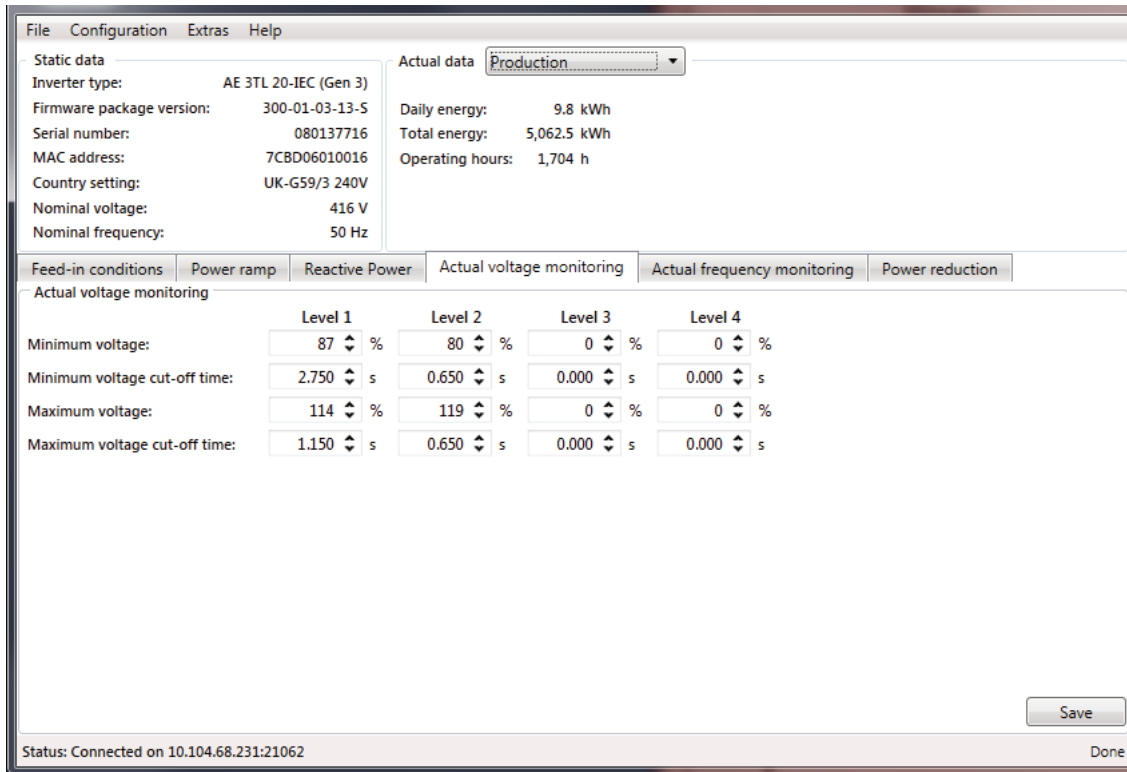 File Configuration Extras Help
Static data
Inverter type: AE 3TL 20-IEC (Gen 3)
Firmware package version: 300-01-03-13-S
Serial number: 080137716
MAC address: 7CBD06010016
Country setting: UK-G59/3 240V
Nominal voltage: 416 V
Nominal frequency: 50 Hz
Actual data Production
Daily energy: 9.8 kWh
Total energy: 5,062.5 kWh
Operating hours: 1,704 h
Feed-in conditions Power ramp Reactive Power Actual voltage monitoring Actual frequency monitoring Power reduction
Actual voltage monitoring
Level 1 Level 2 Level 3 Level 4
Minimum voltage: 87 % 80 % 0 % 0 %
Minimum voltage cut-off time: 2.750 s 0.650 s 0.000 s 0.000 s
Maximum voltage: 114 % 119 % 0 % 0 %
Maximum voltage cut-off time: 1.150 s 0.650 s 0.000 s 0.000 s
Save
Status: Connected on 10.104.68.231:21062 Done